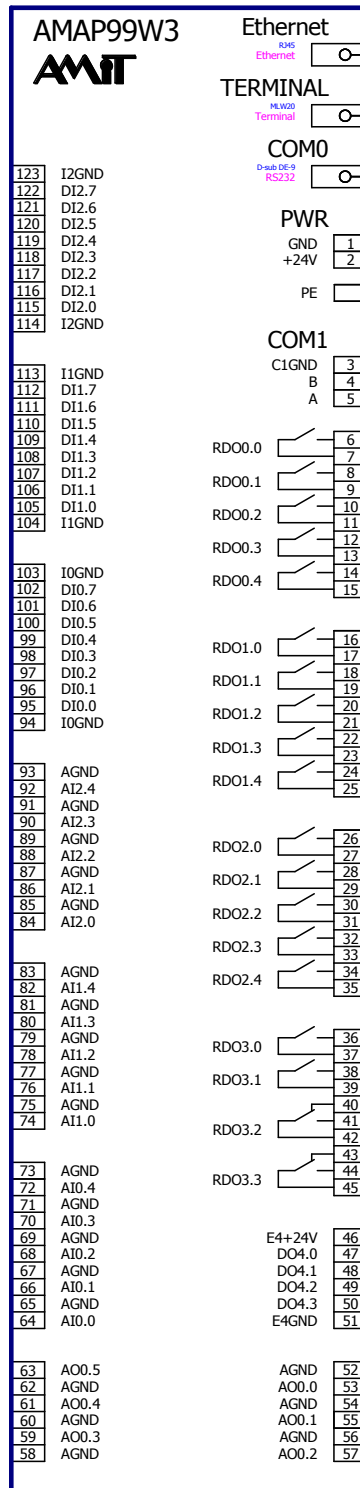 AMAP99W3
AMiT
Ethernet
RJ45
Ethernet
TERMINAL
MLW20
Terminal
COM0
D-sub DE-9
RS232
PWR
GND 1
+24V 2
PE
COM1
C1GND 3
B 4
A 5
RDO0.0 6
7
RDO0.1 8
9
RDO0.2 10
11
RDO0.3 12
13
RDO0.4 14
15
RDO1.0 16
17
RDO1.1 18
19
RDO1.2 20
21
RDO1.3 22
23
RDO1.4 24
25
RDO2.0 26
27
RDO2.1 28
29
RDO2.2 30
31
RDO2.3 32
33
RDO2.4 34
35
RDO3.0 36
37
RDO3.1 38
39
40
RDO3.2 41
42
43
RDO3.3 44
45
E4+24V 46
DO4.0 47
DO4.1 48
DO4.2 49
DO4.3 50
E4GND 51
AGND 52
AO0.0 53
AGND 54
AO0.1 55
AGND 56
AO0.2 57
123 I2GND
122 DI2.7
121 DI2.6
120 DI2.5
119 DI2.4
118 DI2.3
117 DI2.2
116 DI2.1
115 DI2.0
114 I2GND
113 I1GND
112 DI1.7
111 DI1.6
110 DI1.5
109 DI1.4
108 DI1.3
107 DI1.2
106 DI1.1
105 DI1.0
104 I1GND
103 I0GND
102 DI0.7
101 DI0.6
100 DI0.5
99 DI0.4
98 DI0.3
97 DI0.2
96 DI0.1
95 DI0.0
94 I0GND
93 AGND
92 AI2.4
91 AGND
90 AI2.3
89 AGND
88 AI2.2
87 AGND
86 AI2.1
85 AGND
84 AI2.0
83 AGND
82 AI1.4
81 AGND
80 AI1.3
79 AGND
78 AI1.2
77 AGND
76 AI1.1
75 AGND
74 AI1.0
73 AGND
72 AI0.4
71 AGND
70 AI0.3
69 AGND
68 AI0.2
67 AGND
66 AI0.1
65 AGND
64 AI0.0
63 AO0.5
62 AGND
61 AO0.4
60 AGND
59 AO0.3
58 AGND